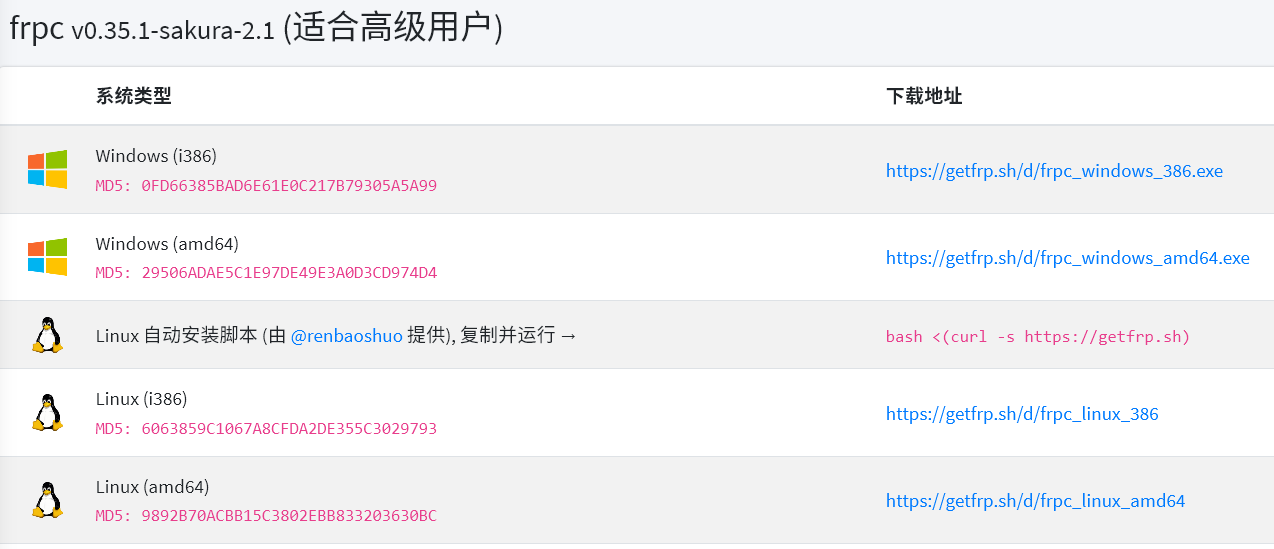 frpc v0.35.1-sakura-2.1 (适合高级用户)
系统类型 下载地址
Windows (i386)
MD5: 0FD66385BAD6E61E0C217B79305A5A99
https://getfrp.sh/d/frpc_windows_386.exe
Windows (amd64)
MD5: 29506ADAE5C1E97DE49E3A0D3CD974D4
https://getfrp.sh/d/frpc_windows_amd64.exe
Linux 自动安装脚本 (由 @renbaoshuo 提供), 复制并运行 → bash <(curl -s https://getfrp.sh)
Linux (i386)
MD5: 6063859C1067A8CFDA2DE355C3029793
https://getfrp.sh/d/frpc_linux_386
Linux (amd64)
MD5: 9892B70ACBB15C3802EBB833203630BC
https://getfrp.sh/d/frpc_linux_amd64